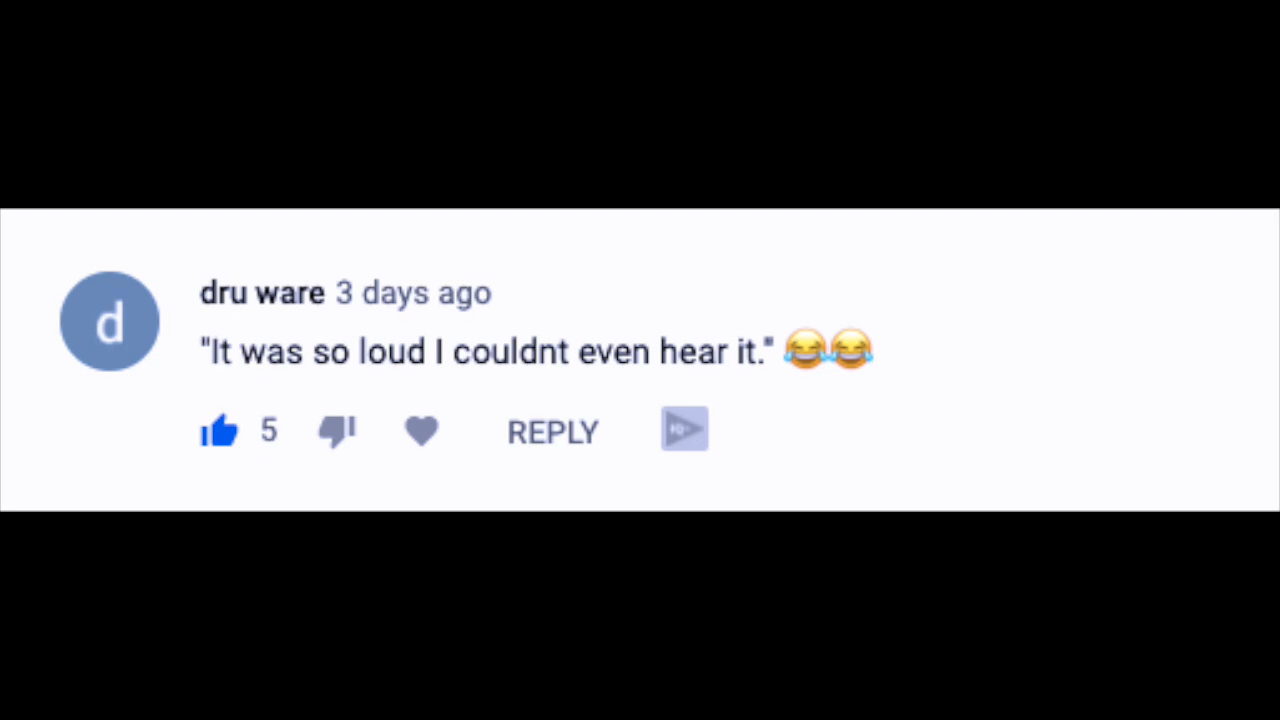 d
dru ware 3 days ago
"It was so loud I couldnt even hear it." 😂😂
5 REPLY